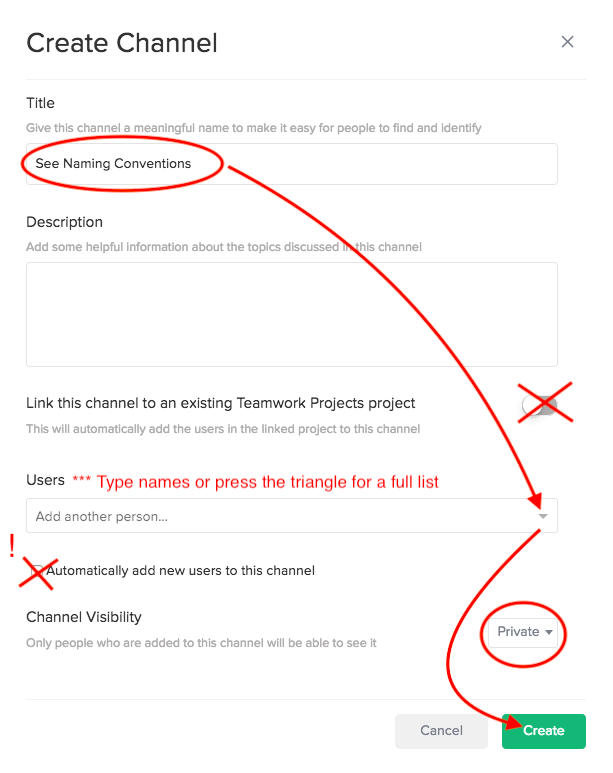 Create Channel
Title
Give this channel a meaningful name to make it easy for people to find and identify
See Naming Conventions
Description
Add some helpful information about the topics discussed in this channel
Link this channel to an existing Teamwork Projects project
This will automatically add the users in the linked project to this channel
Users *** Type names or press the triangle for a full list
Add another person...
!
Automatically add new users to this channel
Channel Visibility
Only people who are added to this channel will be able to see it
Private
Cancel
Create